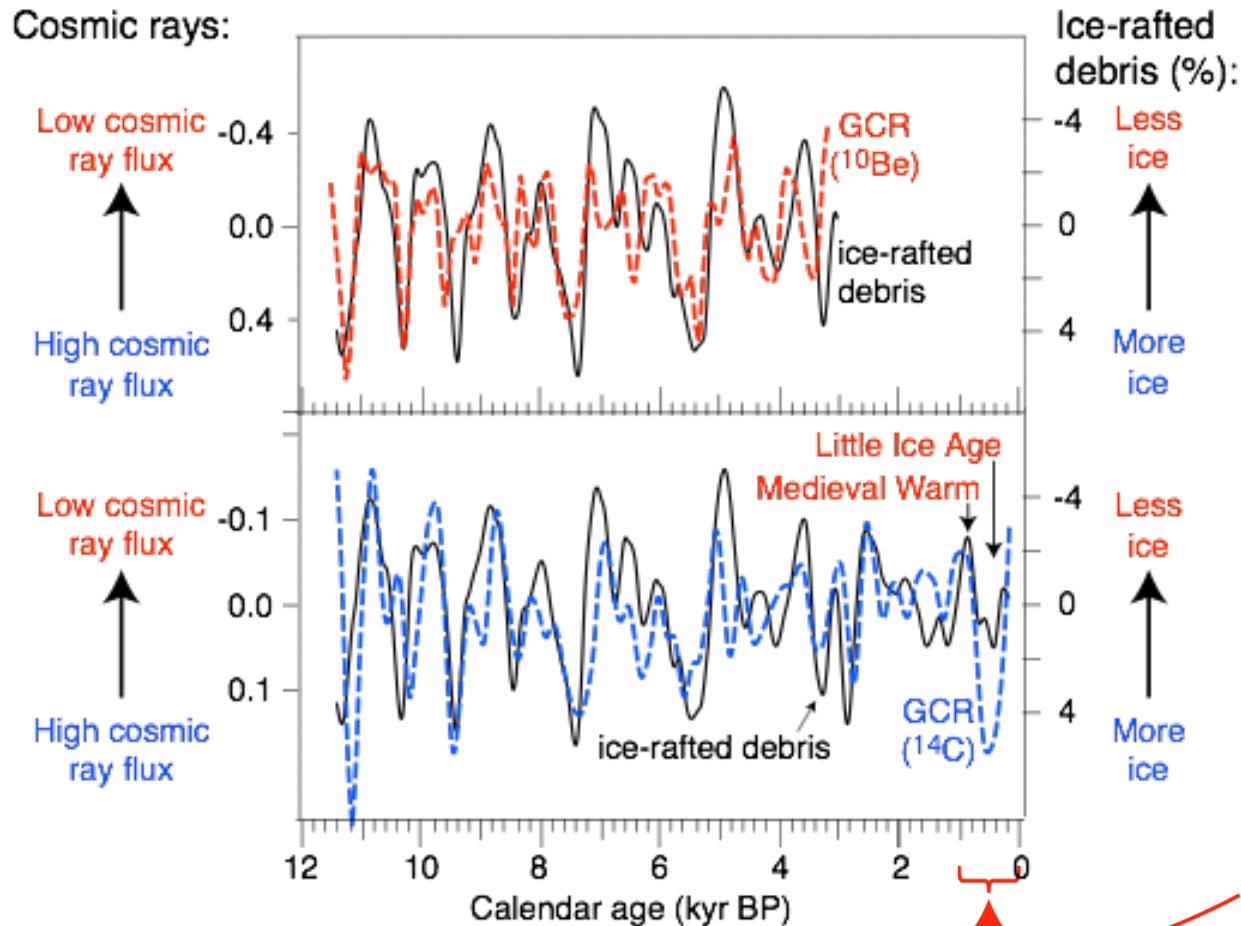 Cosmic rays:
Ice-rafted
debris (%):
Low cosmic
ray flux
High cosmic
ray flux
-0.4
0.0
0.4
GCR
(¹⁰Be)
ice-rafted
debris
-4
0
4
Less
ice
More
ice
Low cosmic
ray flux
High cosmic
ray flux
-0.1
0.0
0.1
Little Ice Age
Medieval Warm
ice-rafted debris
GCR
(¹⁴C)
-4
0
4
Less
ice
More
ice
12 10 8 6 4 2 0
Calendar age (kyr BP)